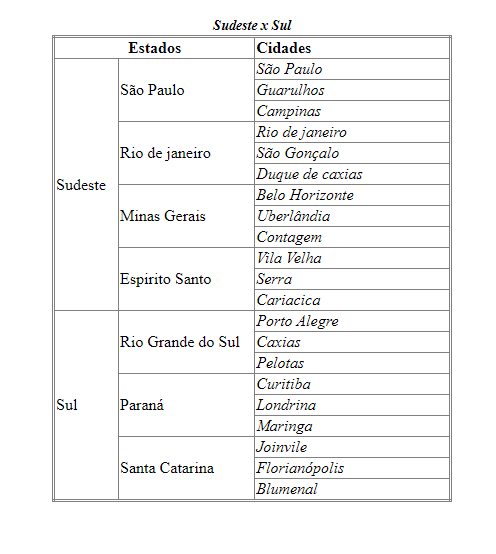 Sudeste x Sul
Estados Cidades
Sudeste
São Paulo
São Paulo
Guarulhos
Campinas
Rio de janeiro
Rio de janeiro
São Gonçalo
Duque de caxias
Minas Gerais
Belo Horizonte
Uberlândia
Contagem
Espirito Santo
Vila Velha
Serra
Cariacica
Sul
Rio Grande do Sul
Porto Alegre
Caxias
Pelotas
Paraná
Curitiba
Londrina
Maringa
Santa Catarina
Joinvile
Florianópolis
Blumenal